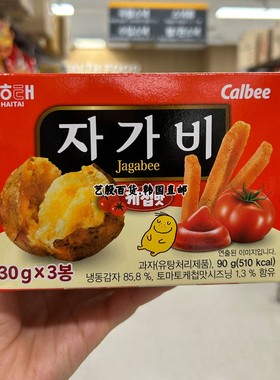 해태
HAITAI
Calbee
자가비
Jagabee
艺殷百货 韩国直邮
케첩맛
연출된 이미지입니다.
30g×3봉
과자(유탕처리제품), 90 g(510 kcal)
냉동감자 85.8 %, 토마토케첩맛시즈닝 1.3 % 함유